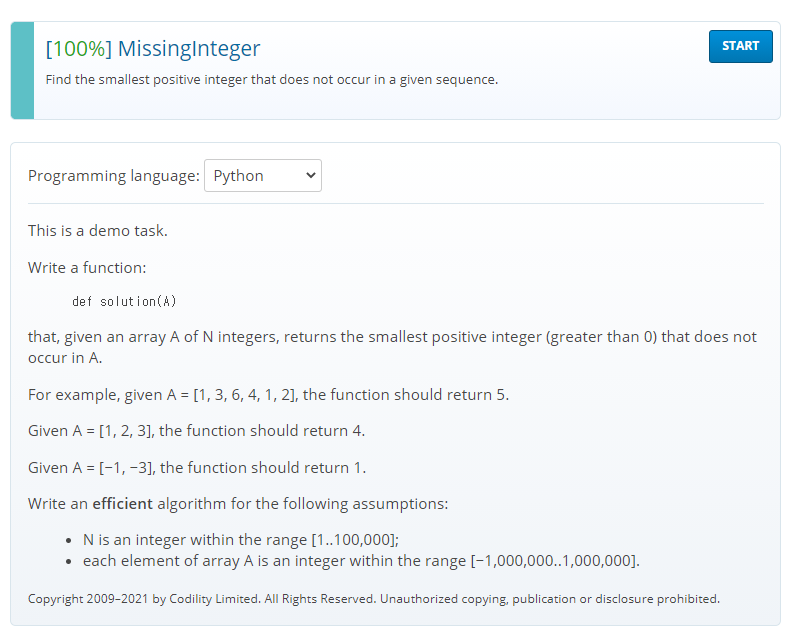 [100%] MissingInteger
START
Find the smallest positive integer that does not occur in a given sequence.
Programming language: Python
This is a demo task.
Write a function:
def solution(A)
that, given an array A of N integers, returns the smallest positive integer (greater than 0) that does not
occur in A.
For example, given A = [1, 3, 6, 4, 1, 2], the function should return 5.
Given A = [1, 2, 3], the function should return 4.
Given A = [−1, −3], the function should return 1.
Write an efficient algorithm for the following assumptions:
• N is an integer within the range [1..100,000];
• each element of array A is an integer within the range [−1,000,000..1,000,000].
Copyright 2009–2021 by Codility Limited. All Rights Reserved. Unauthorized copying, publication or disclosure prohibited.